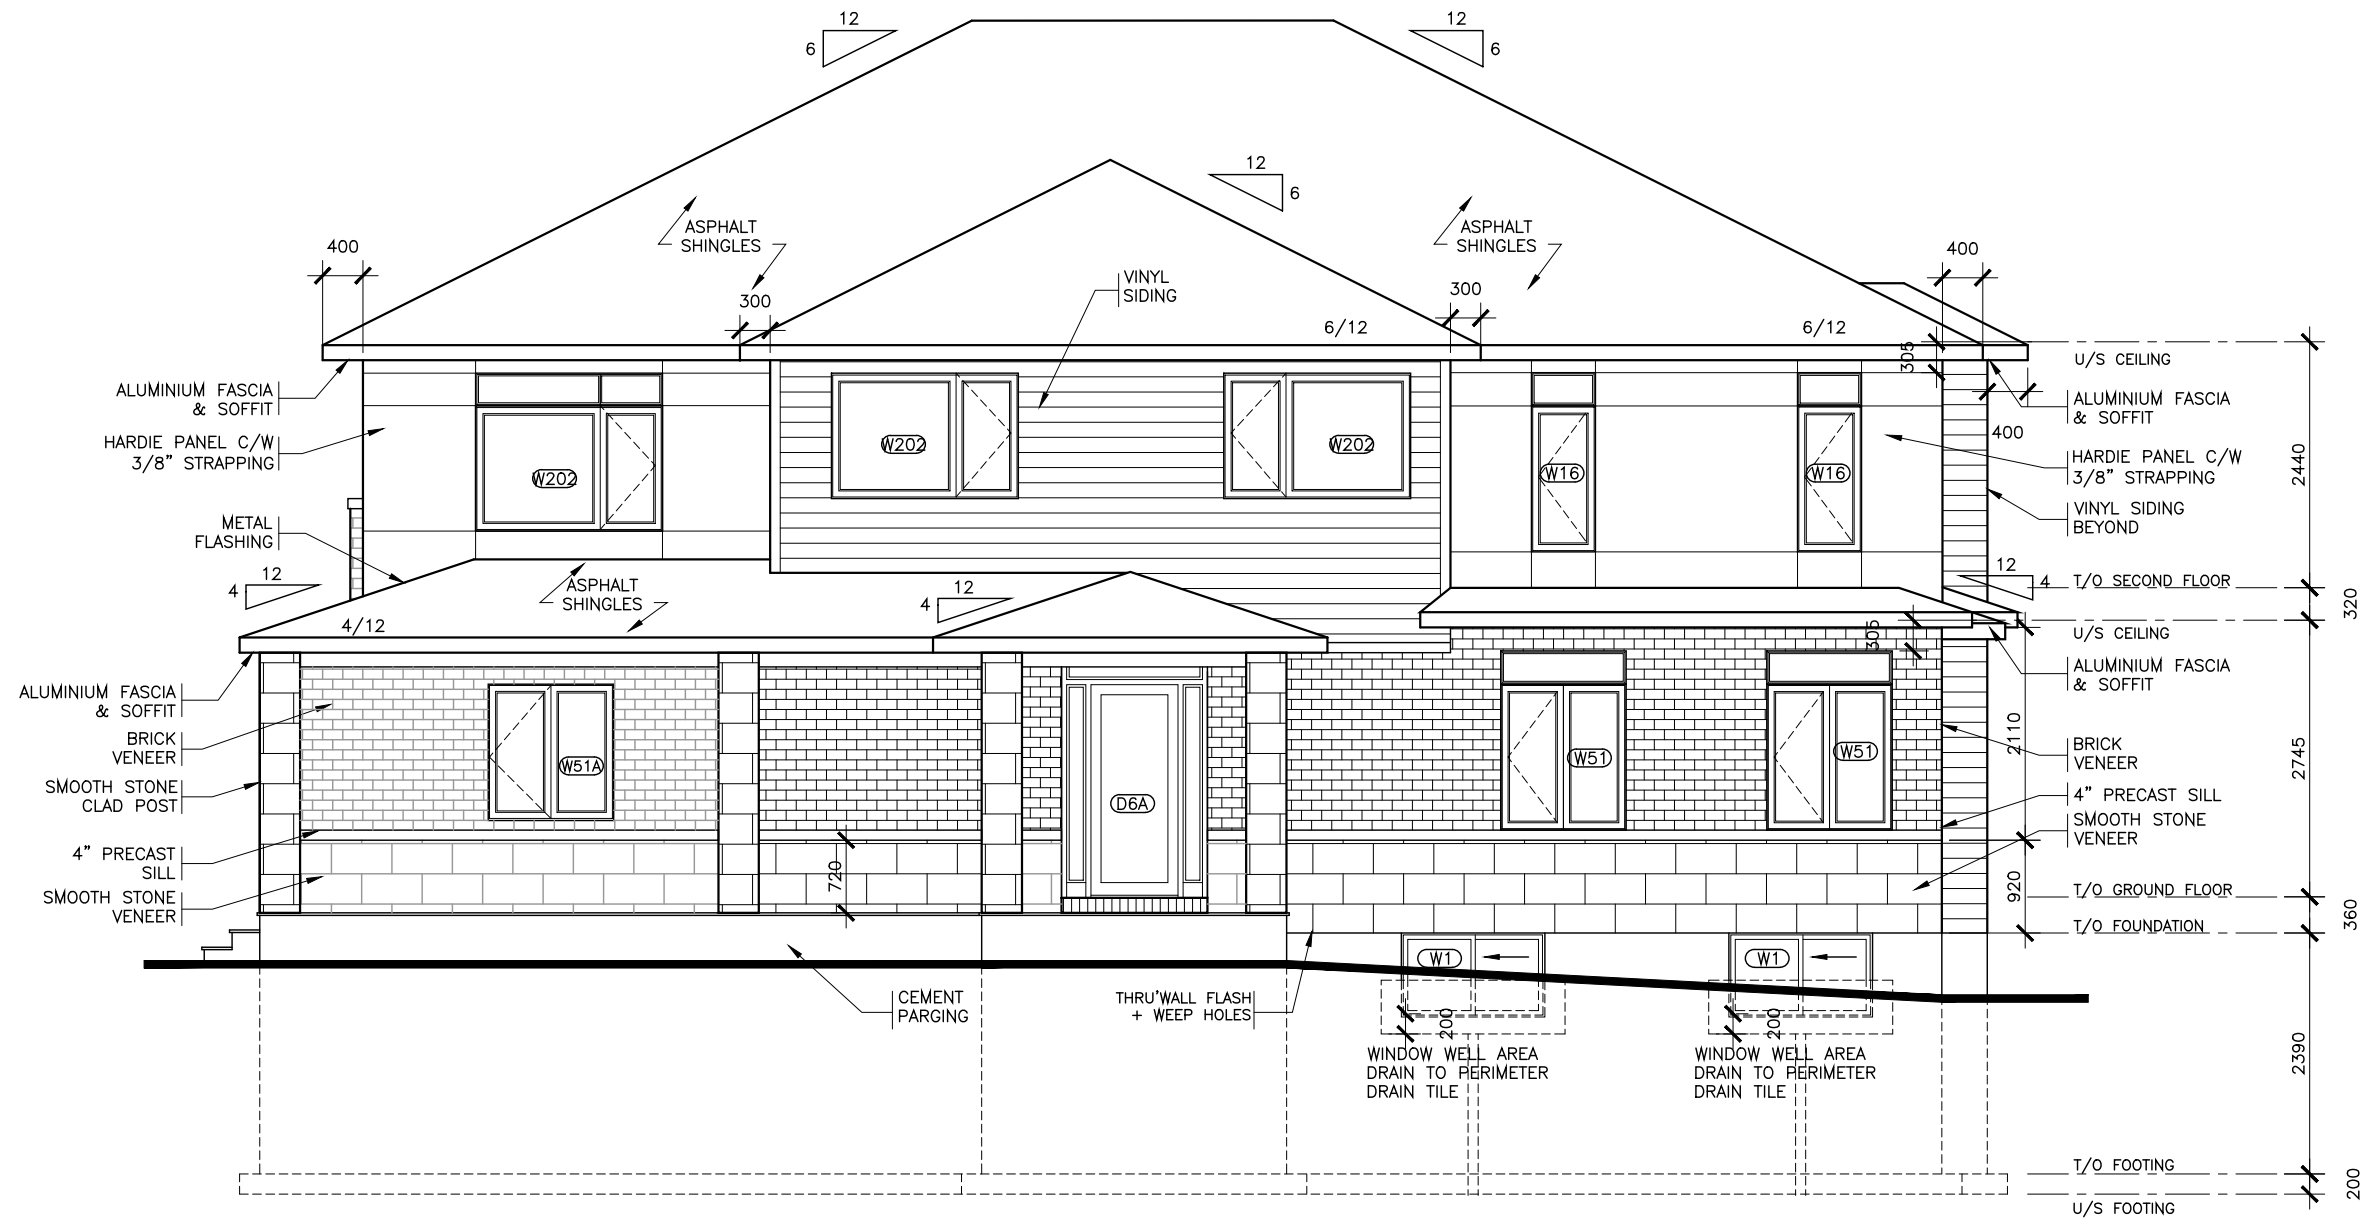 12
6
12
6
12
6
ASPHALT
SHINGLES
ASPHALT
SHINGLES
400
400
VINYL
SIDING
300
300
6/12
6/12
305
U/S CEILING
ALUMINIUM FASCIA
& SOFFIT
ALUMINIUM FASCIA
& SOFFIT
HARDIE PANEL C/W
3/8" STRAPPING
400
HARDIE PANEL C/W
3/8" STRAPPING
2440
W202
W202
W202
W16
W16
VINYL SIDING
BEYOND
METAL
FLASHING
12
4
ASPHALT
SHINGLES
12
4
12
4
T/O SECOND FLOOR
320
4/12
305
U/S CEILING
ALUMINIUM FASCIA
& SOFFIT
ALUMINIUM FASCIA
& SOFFIT
BRICK
VENEER
2110
BRICK
VENEER
2745
W51A
W51
W51
SMOOTH STONE
CLAD POST
D6A
4" PRECAST SILL
SMOOTH STONE
VENEER
4" PRECAST
SILL
720
SMOOTH STONE
VENEER
920
T/O GROUND FLOOR
360
T/O FOUNDATION
W1
W1
CEMENT
PARGING
THRU'WALL FLASH
+ WEEP HOLES
200
200
WINDOW WELL AREA
DRAIN TO PERIMETER
DRAIN TILE
WINDOW WELL AREA
DRAIN TO PERIMETER
DRAIN TILE
2390
T/O FOOTING
200
U/S FOOTING